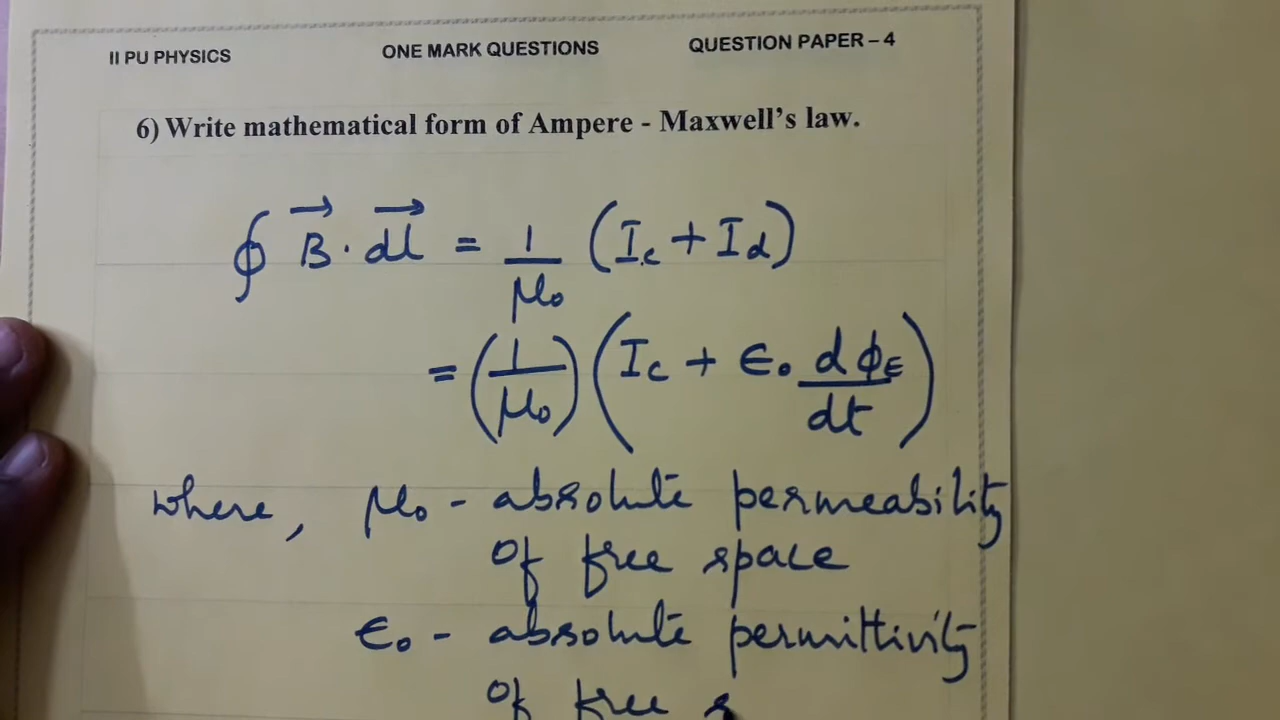 II PU PHYSICS ONE MARK QUESTIONS QUESTION PAPER – 4
6) Write mathematical form of Ampere - Maxwell's law.
∮ B⃗ · dl⃗ = 1/μ₀ (I_c + I_d)
= (1/μ₀) (I_c + ϵ₀ dϕ_E/dt)
where, μ₀ - absolute permeability
of free space
ϵ₀ - absolute permittivity
of free s